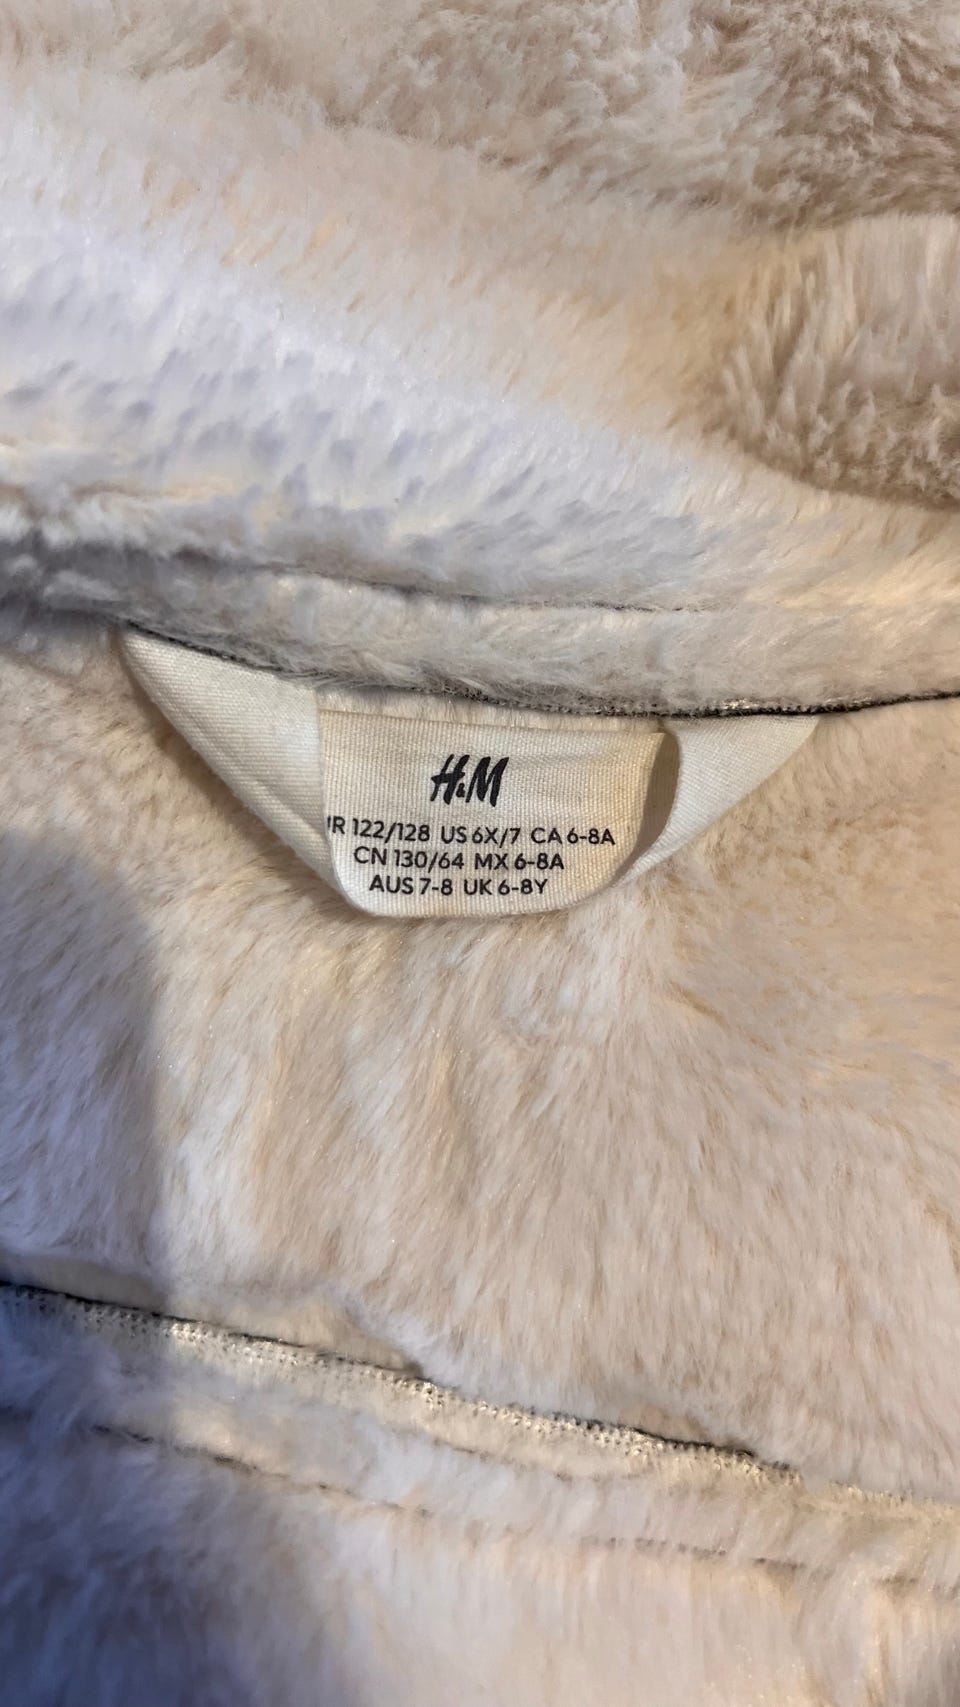 H&M
R 122/128 US 6X/7 CA 6-8A
CN 130/64 MX 6-8A
AUS 7-8 UK 6-8Y